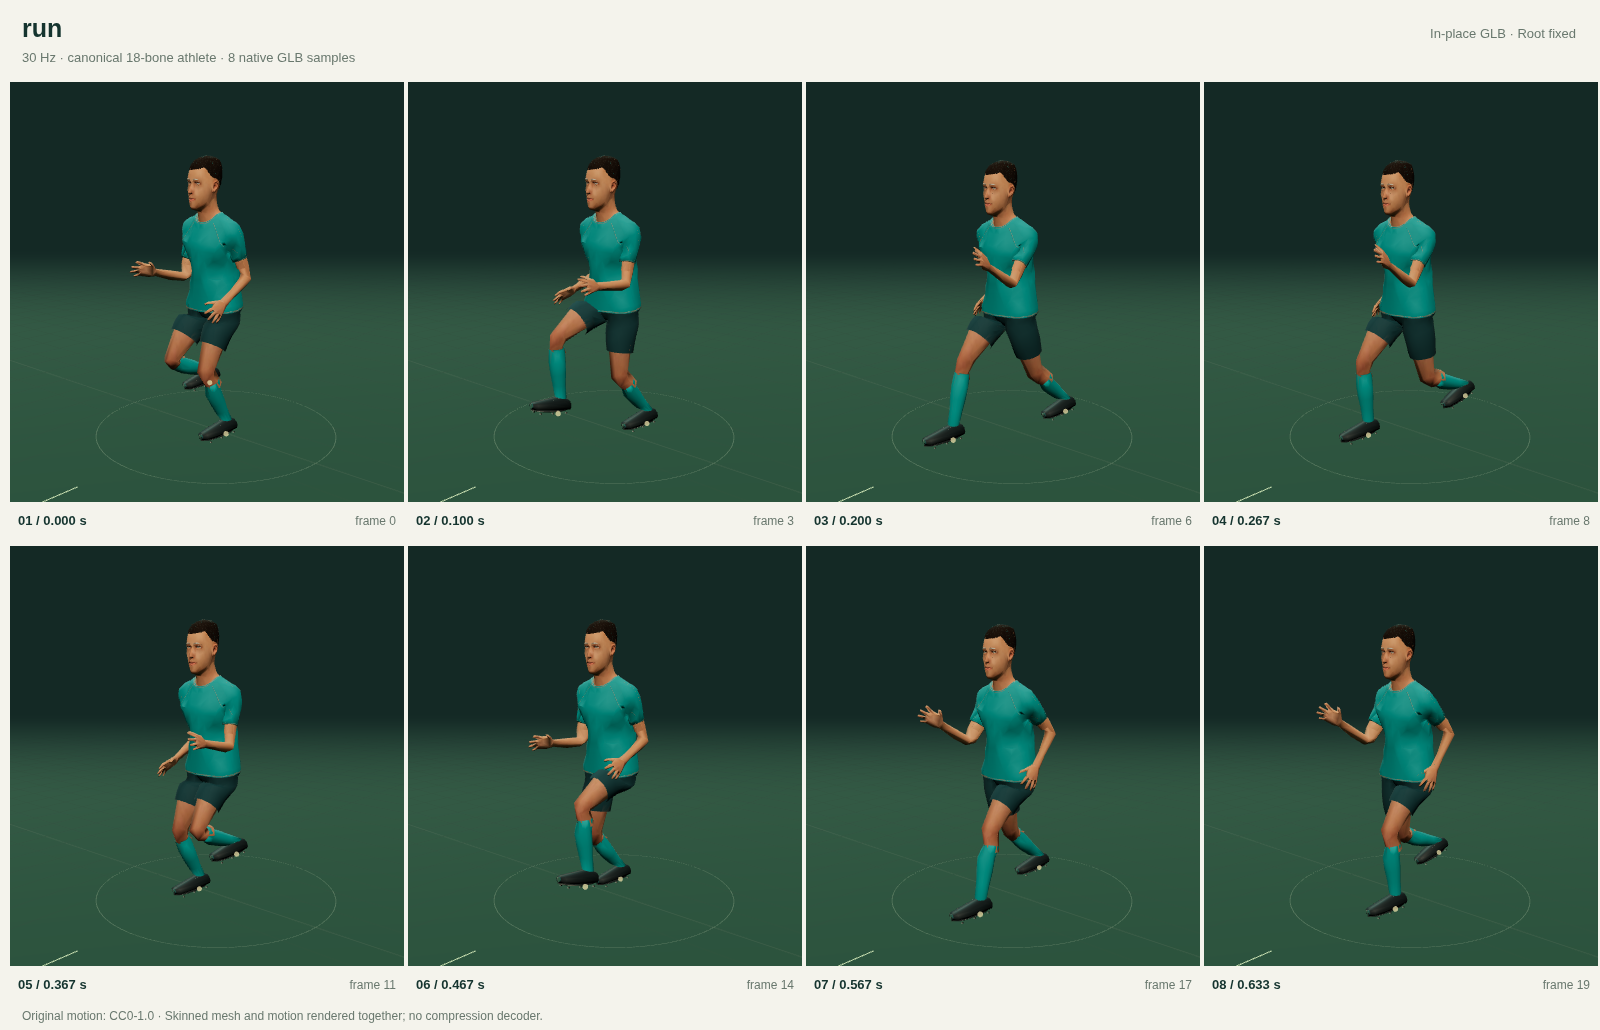 run
In-place GLB · Root fixed
30 Hz · canonical 18-bone athlete · 8 native GLB samples
01 / 0.000 s frame 0
02 / 0.100 s frame 3
03 / 0.200 s frame 6
04 / 0.267 s frame 8
05 / 0.367 s frame 11
06 / 0.467 s frame 14
07 / 0.567 s frame 17
08 / 0.633 s frame 19
Original motion: CC0-1.0 · Skinned mesh and motion rendered together; no compression decoder.